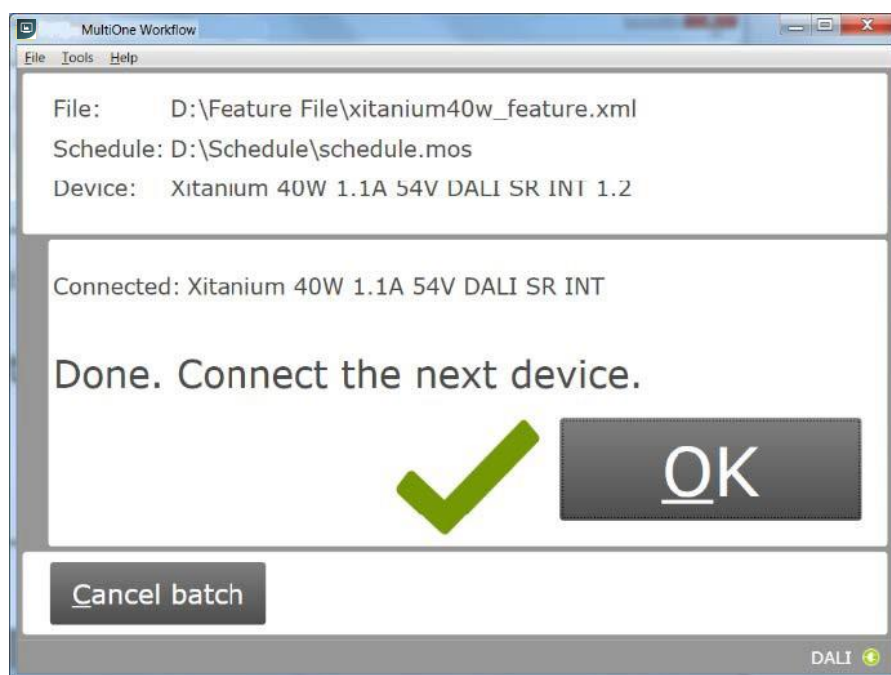 MultiOne Workflow
File Tools Help
File: D:\Feature File\xitanium40w_feature.xml
Schedule: D:\Schedule\schedule.mos
Device: Xitanium 40W 1.1A 54V DALI SR INT 1.2
Connected: Xitanium 40W 1.1A 54V DALI SR INT
Done. Connect the next device.
OK
Cancel batch
DALI